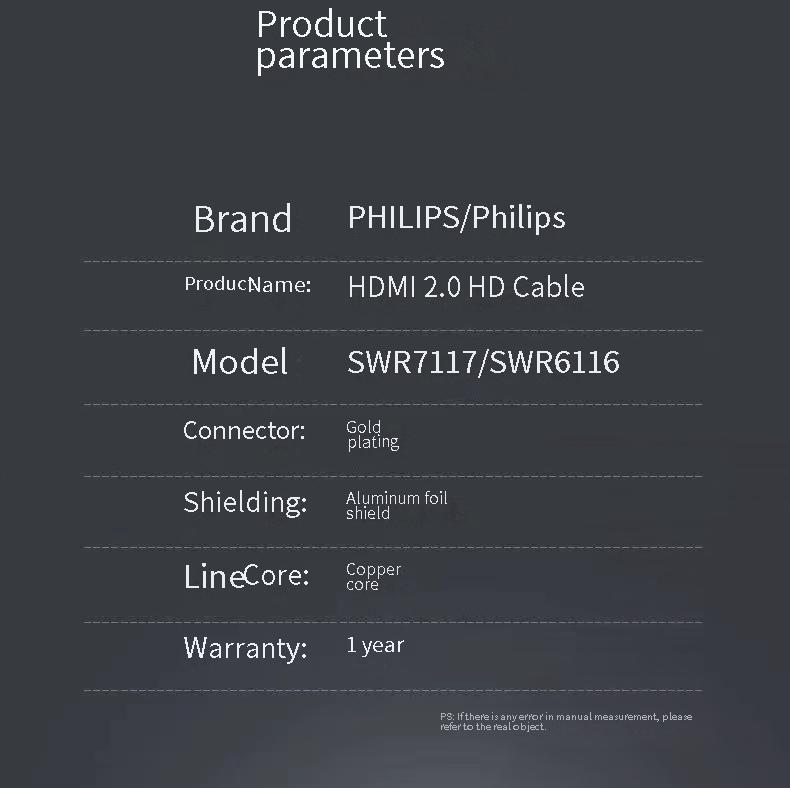 Product
parameters
Brand PHILIPS/Philips
ProducName: HDMI 2.0 HD Cable
Model SWR7117/SWR6116
Connector: Gold
plating
Shielding: Aluminum foil
shield
LineCore: Copper
core
Warranty: 1 year
PS: If there is any error in manual measurement, please
refer to the real object.